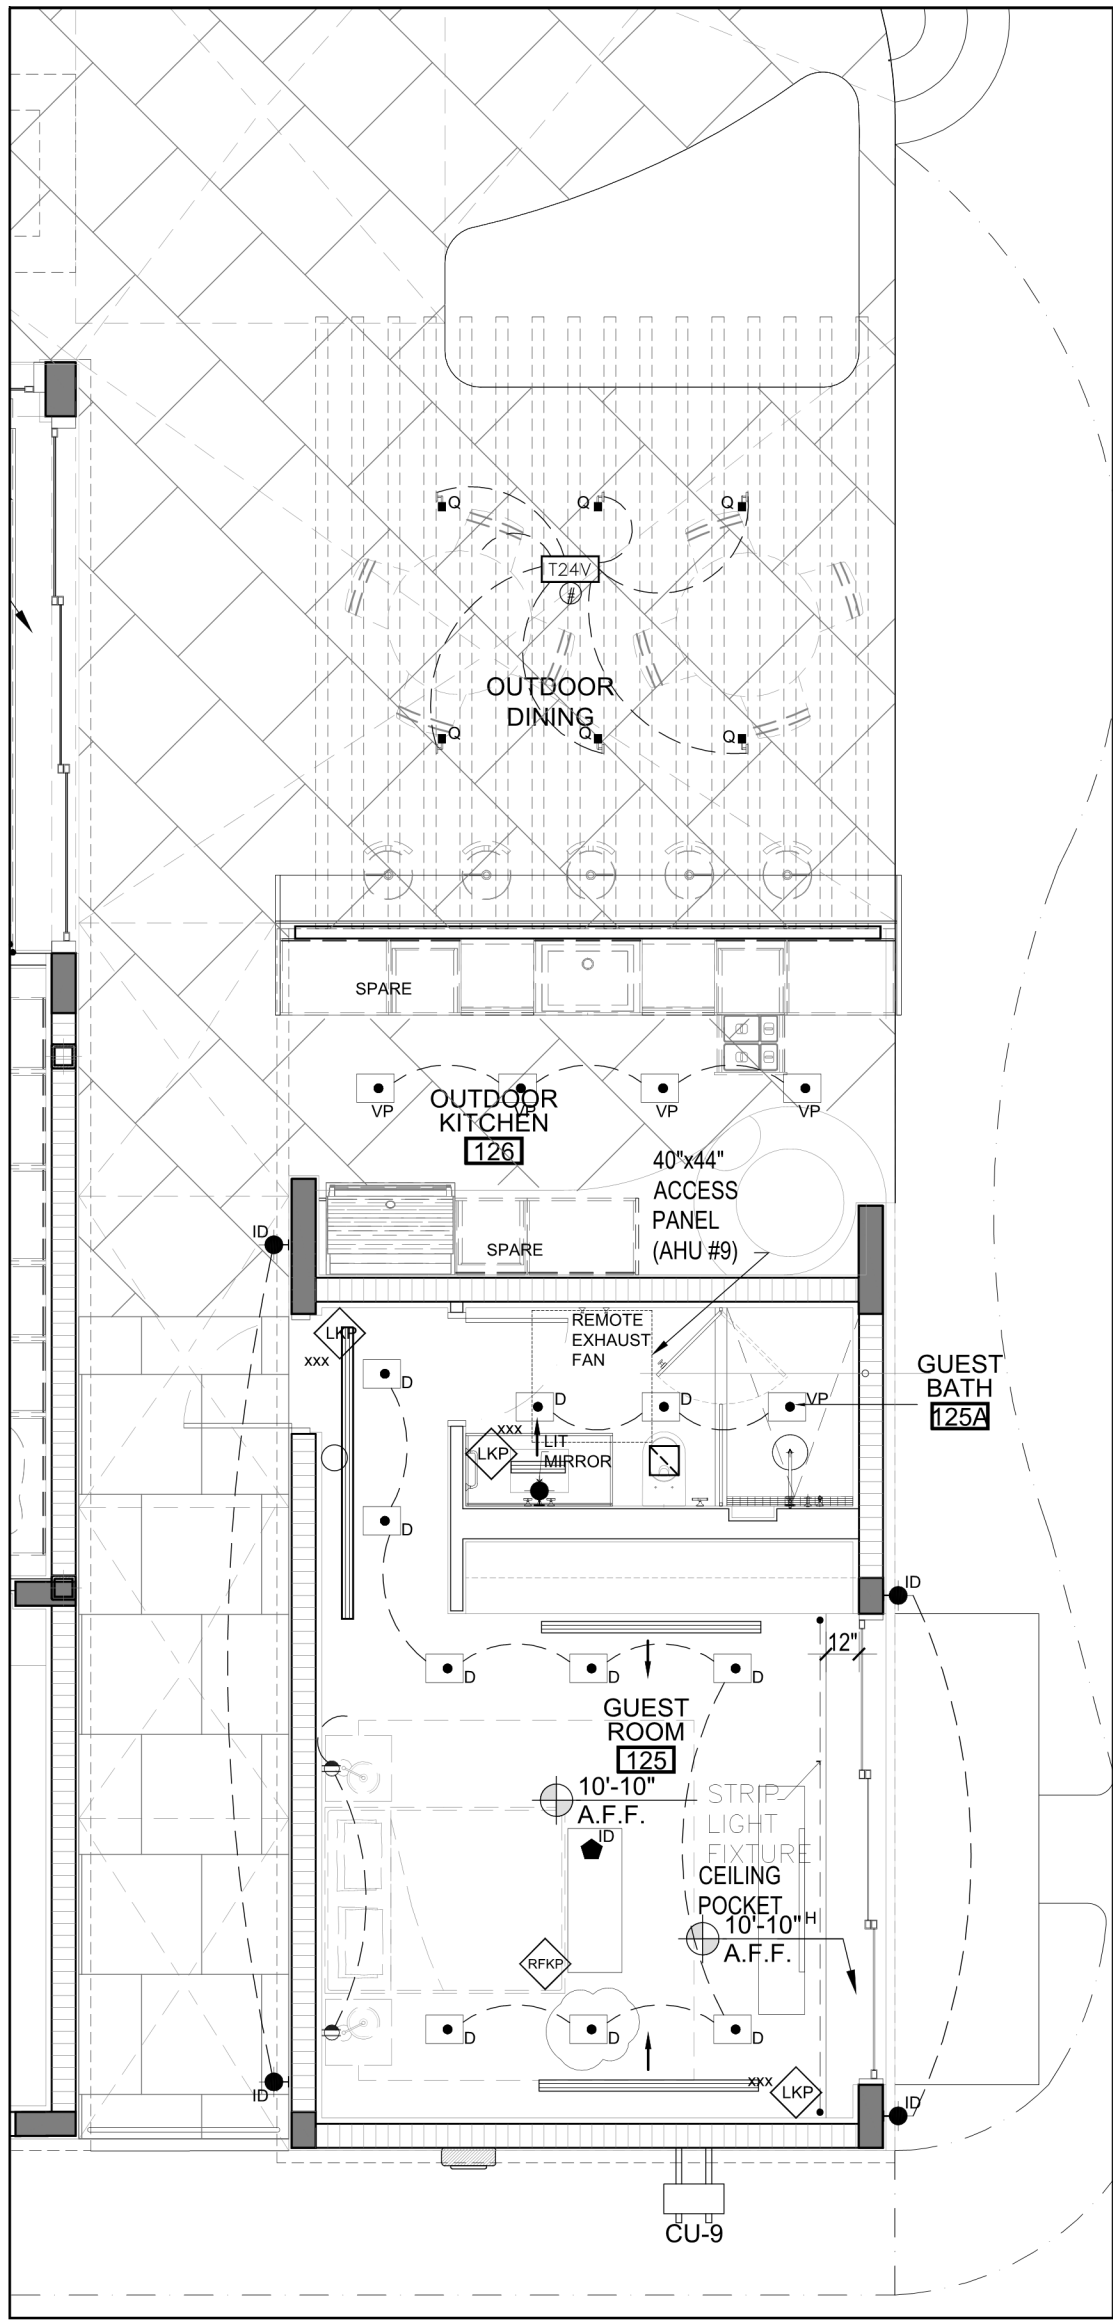 Q
Q
Q
T24V
#
OUTDOOR
DINING
Q
Q
Q
SPARE
VP
VP
VP
VP
OUTDOOR
KITCHEN
126
40"x44"
ACCESS
PANEL
(AHU #9)
ID
SPARE
LKP
xxx
REMOTE
EXHAUST
FAN
D
D
D
VP
GUEST
BATH
125A
xxx
LKP
LIT
MIRROR
D
ID
12"
D
D
D
GUEST
ROOM
125
10'-10"
A.F.F.
STRIP
LIGHT
FIXTURE
ID
CEILING
POCKET
10'-10"
A.F.F.
H
RFKP
D
D
D
xxx
LKP
ID
ID
CU-9